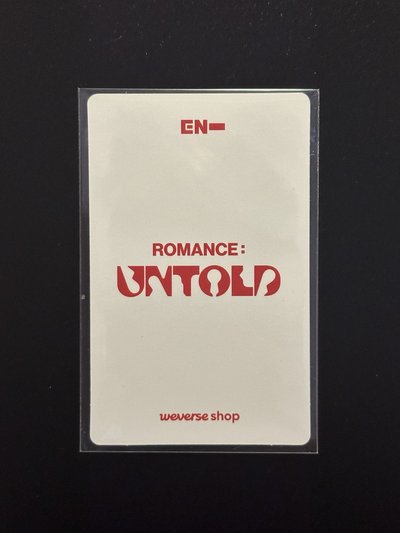 EN-
ROMANCE:
UNTOLD
weverse shop